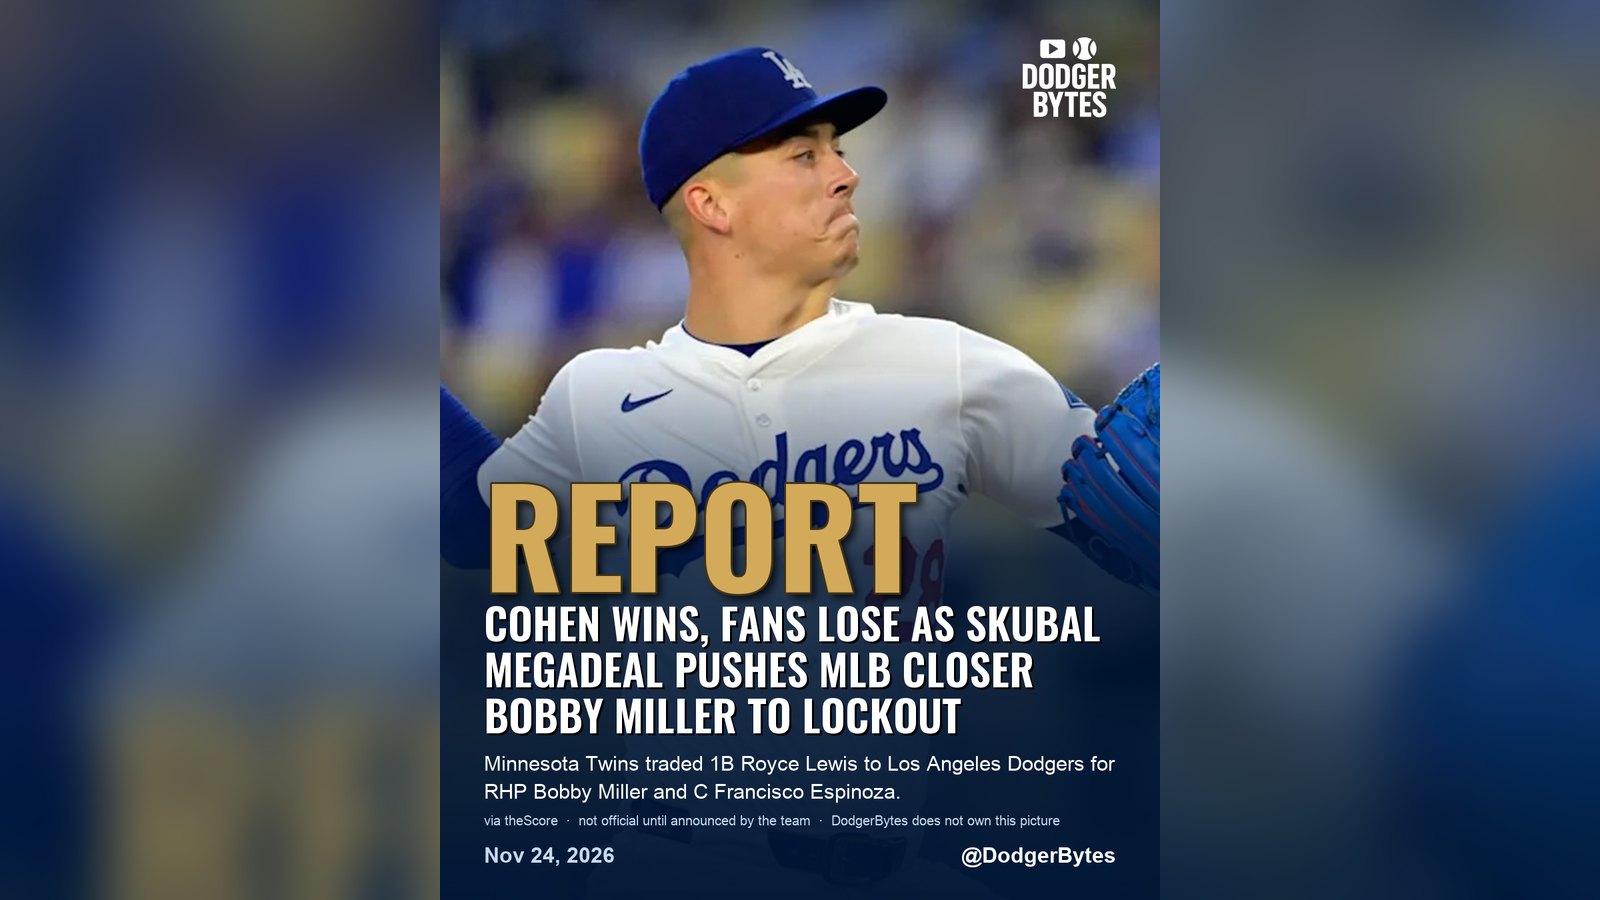 DODGER
BYTES
Dodgers
REPORT
COHEN WINS, FANS LOSE AS SKUBAL
MEGADEAL PUSHES MLB CLOSER
BOBBY MILLER TO LOCKOUT
Minnesota Twins traded 1B Royce Lewis to Los Angeles Dodgers for
RHP Bobby Miller and C Francisco Espinoza.
via theScore · not official until announced by the team · DodgerBytes does not own this picture
Nov 24, 2026
@DodgerBytes